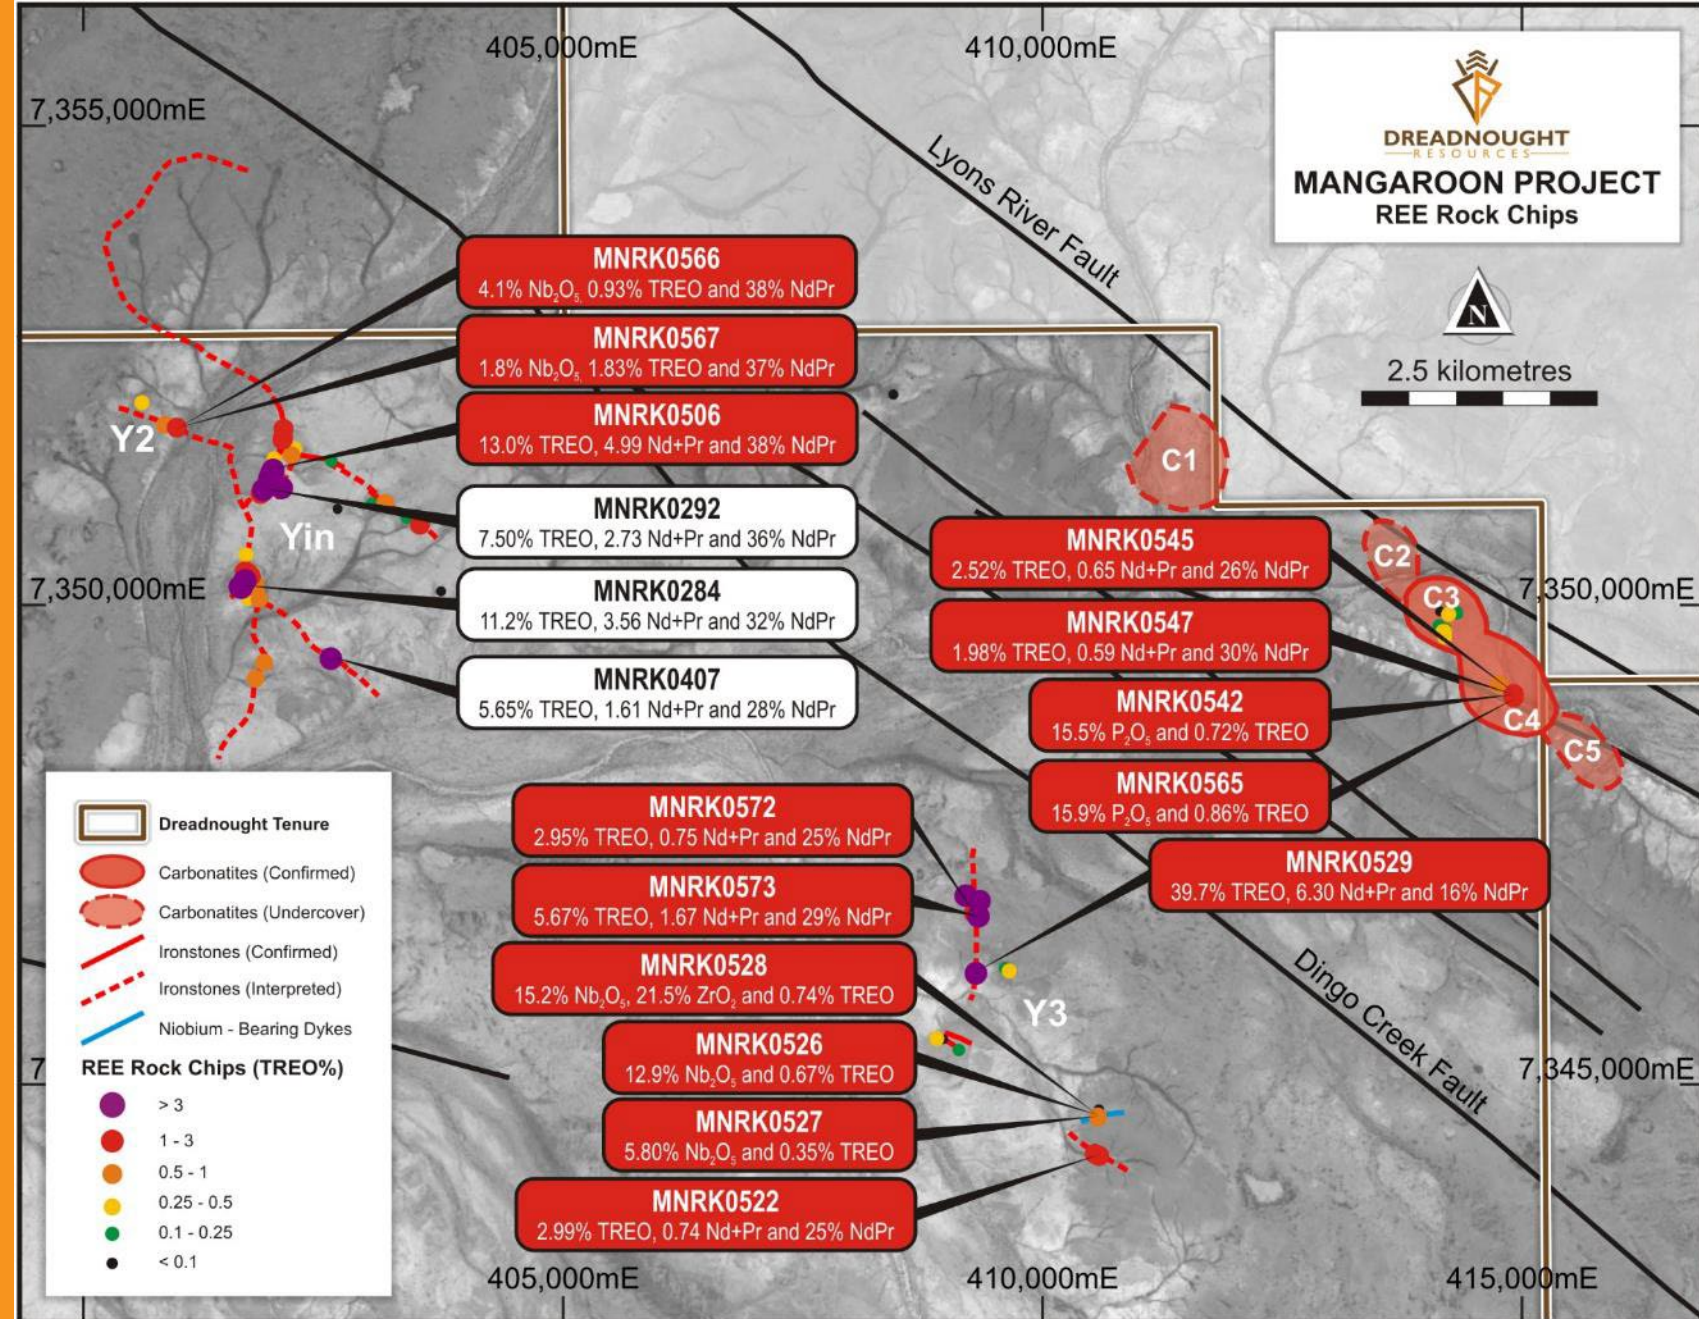 405,000mE
410,000mE
7,355,000mE
DREADNOUGHT
RESOURCES
MANGAROON PROJECT
REE Rock Chips
Lyons River Fault
N
2.5 kilometres
MNRK0566
4.1% Nb₂O₅, 0.93% TREO and 38% NdPr
MNRK0567
1.8% Nb₂O₅, 1.83% TREO and 37% NdPr
MNRK0506
13.0% TREO, 4.99 Nd+Pr and 38% NdPr
Y2
C1
MNRK0292
7.50% TREO, 2.73 Nd+Pr and 36% NdPr
Yin
MNRK0545
2.52% TREO, 0.65 Nd+Pr and 26% NdPr
C2
7,350,000mE
MNRK0284
11.2% TREO, 3.56 Nd+Pr and 32% NdPr
C3
7,350,000mE
MNRK0547
1.98% TREO, 0.59 Nd+Pr and 30% NdPr
MNRK0407
5.65% TREO, 1.61 Nd+Pr and 28% NdPr
MNRK0542
15.5% P₂O₅ and 0.72% TREO
C4
C5
MNRK0565
15.9% P₂O₅ and 0.86% TREO
MNRK0572
2.95% TREO, 0.75 Nd+Pr and 25% NdPr
MNRK0529
39.7% TREO, 6.30 Nd+Pr and 16% NdPr
MNRK0573
5.67% TREO, 1.67 Nd+Pr and 29% NdPr
MNRK0528
15.2% Nb₂O₅, 21.5% ZrO₂ and 0.74% TREO
Y3
Dingo Creek Fault
MNRK0526
12.9% Nb₂O₅ and 0.67% TREO
7
7,345,000mE
MNRK0527
5.80% Nb₂O₅ and 0.35% TREO
MNRK0522
2.99% TREO, 0.74 Nd+Pr and 25% NdPr
Dreadnought Tenure
Carbonatites (Confirmed)
Carbonatites (Undercover)
Ironstones (Confirmed)
Ironstones (Interpreted)
Niobium - Bearing Dykes
REE Rock Chips (TREO%)
> 3
1 - 3
0.5 - 1
0.25 - 0.5
0.1 - 0.25
< 0.1
405,000mE
410,000mE
415,000mE